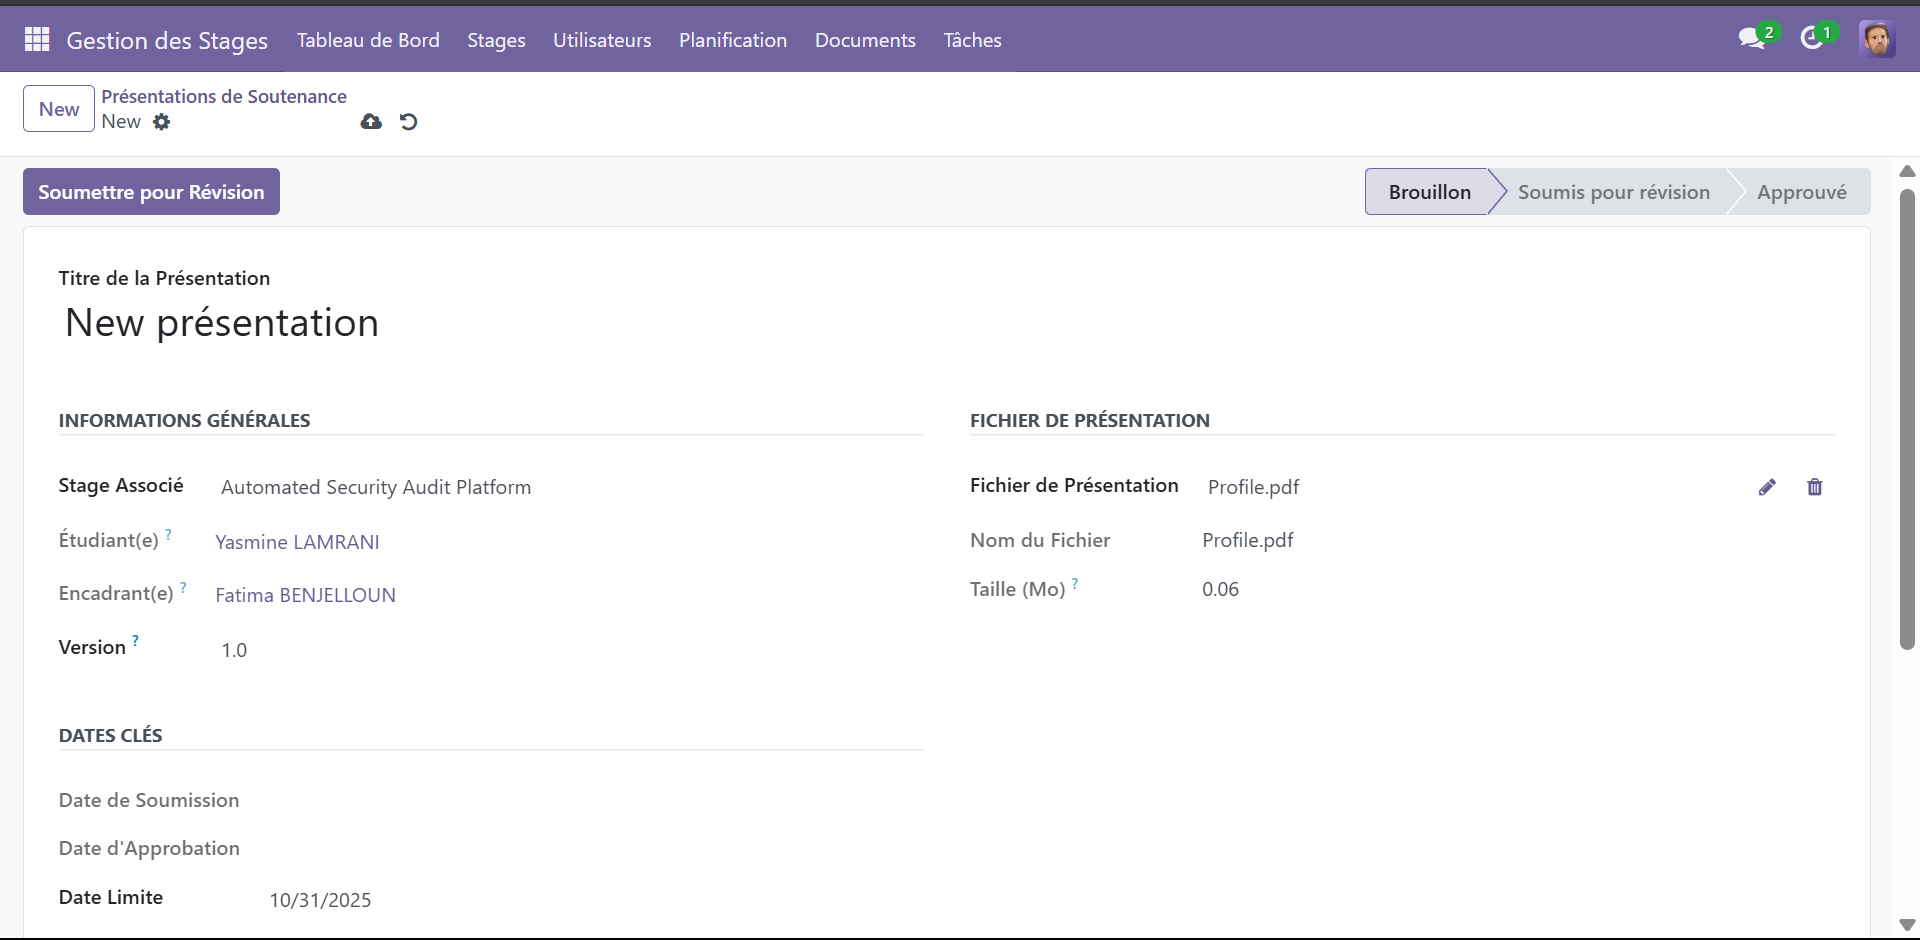 Gestion des Stages Tableau de Bord Stages Utilisateurs Planification Documents Tâches 2 1
New
Présentations de Soutenance
New
Soumettre pour Révision
Brouillon Soumis pour révision Approuvé
Titre de la Présentation
New présentation
INFORMATIONS GÉNÉRALES
Stage Associé Automated Security Audit Platform
Étudiant(e) ? Yasmine LAMRANI
Encadrant(e) ? Fatima BENJELLOUN
Version ? 1.0
FICHIER DE PRÉSENTATION
Fichier de Présentation Profile.pdf
Nom du Fichier Profile.pdf
Taille (Mo) ? 0.06
DATES CLÉS
Date de Soumission
Date d'Approbation
Date Limite 10/31/2025